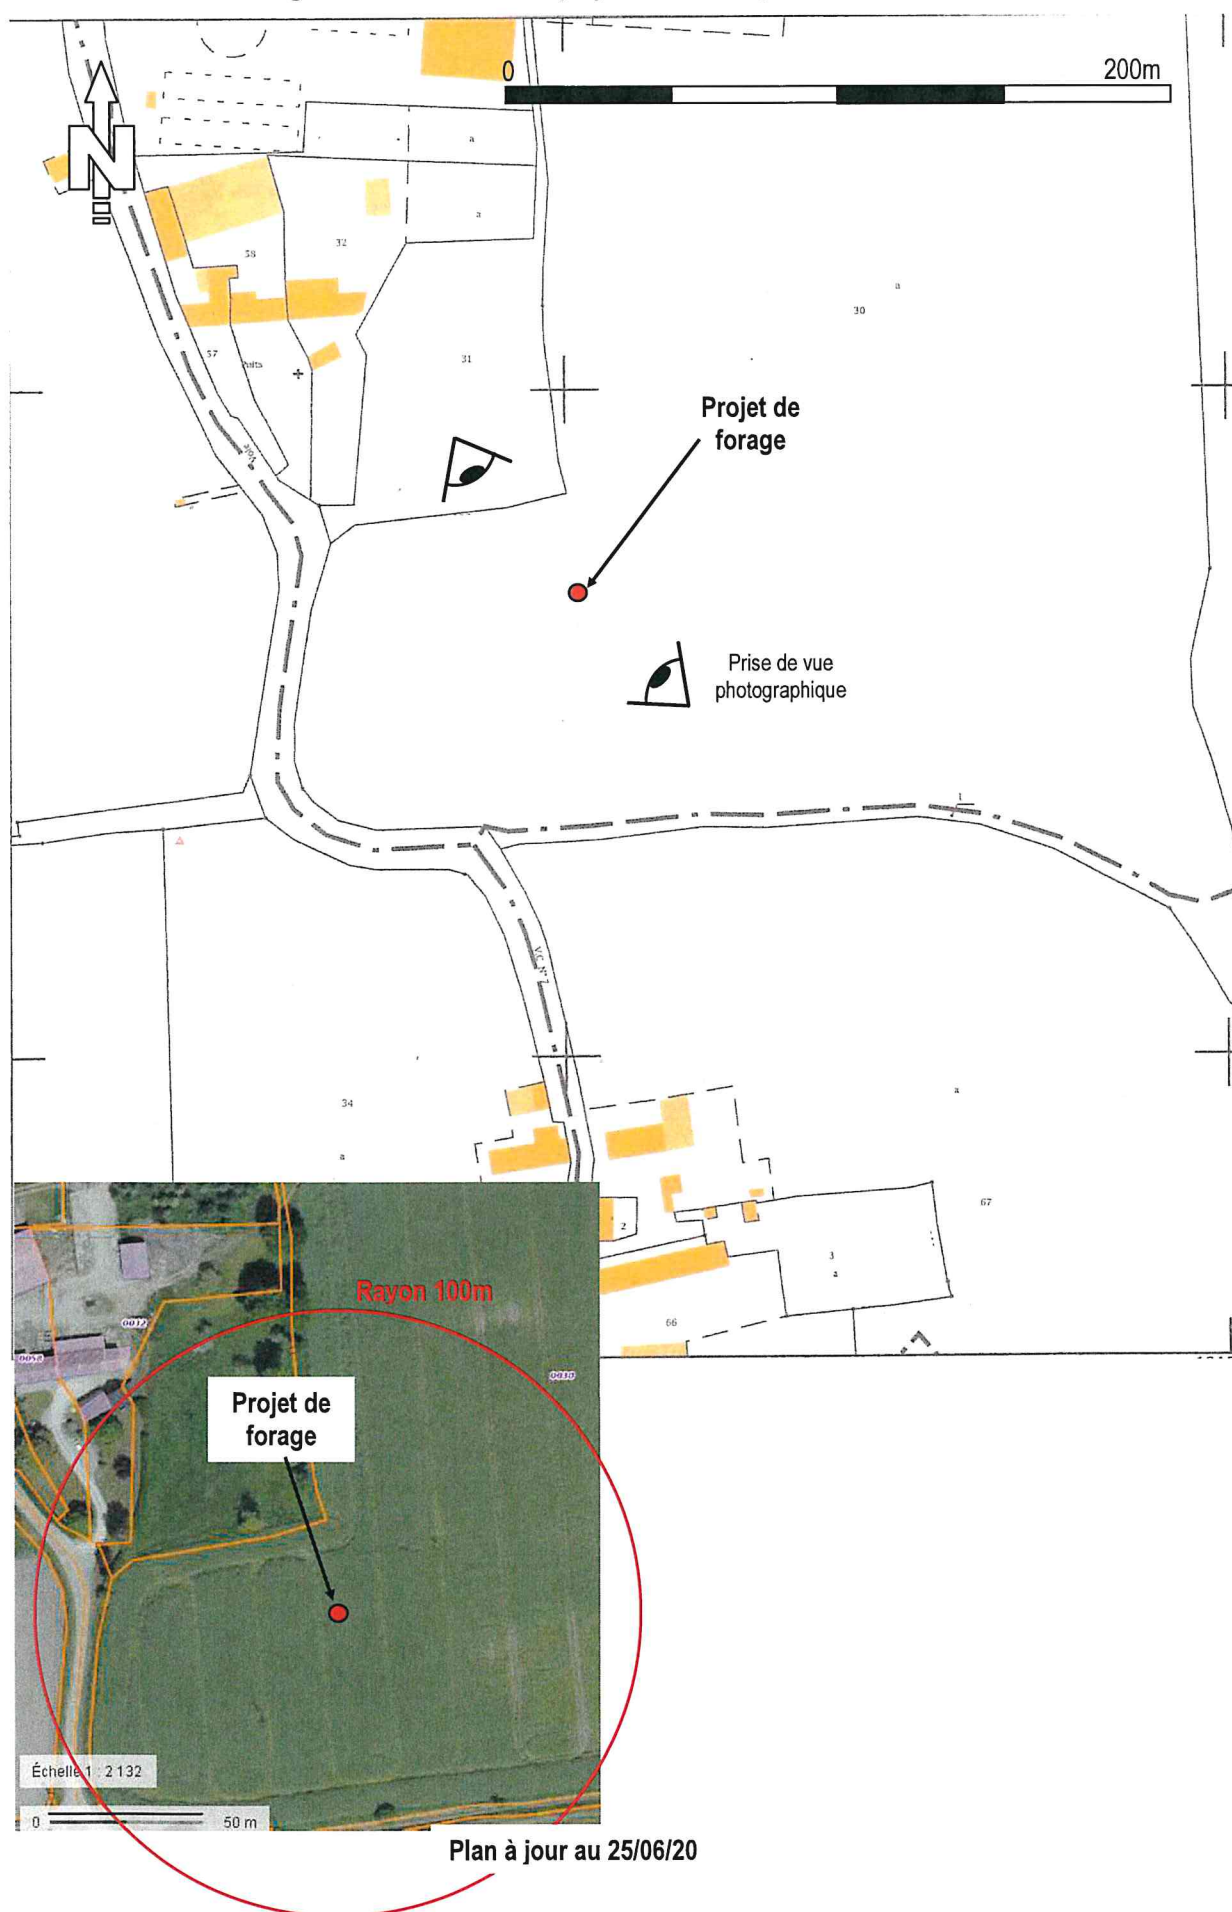 0
200m
N
a
a
58
32
a
30
57
Puits
31
Projet de
forage
Prise de vue
photographique
1
V.C. N° 7
34
a
a
67
2
3
a
66
Rayon 100m
0032
0058
0030
Projet de
forage
Échelle 1 : 2 132
0
50 m
Plan à jour au 25/06/20